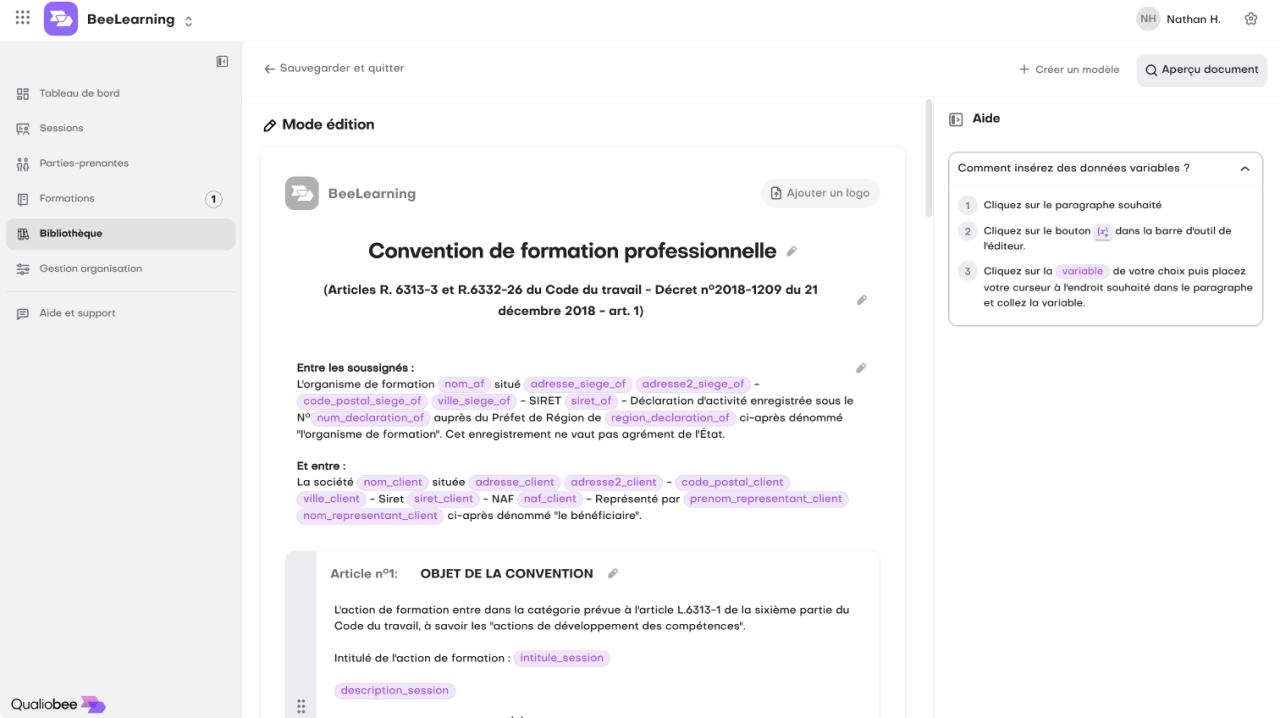 BeeLearning
NH Nathan H.
Sauvegarder et quitter
Créer un modèle
Aperçu document
Tableau de bord
Sessions
Parties-prenantes
Formations 1
Bibliothèque
Gestion organisation
Aide et support
Qualiobee
Mode édition
BeeLearning
Ajouter un logo
Convention de formation professionnelle
(Articles R. 6313-3 et R.6332-26 du Code du travail - Décret n°2018-1209 du 21
décembre 2018 - art. 1)
Entre les soussignés :
L'organisme de formation nom_of situé adresse_siege_of adresse2_siege_of -
code_postal_siege_of ville_siege_of - SIRET siret_of - Déclaration d'activité enregistrée sous le
N° num_declaration_of auprès du Préfet de Région de region_declaration_of ci-après dénommé
"l'organisme de formation". Cet enregistrement ne vaut pas agrément de l'État.
Et entre :
La société nom_client située adresse_client adresse2_client - code_postal_client
ville_client - Siret siret_client - NAF naf_client - Représenté par prenom_representant_client
nom_representant_client ci-après dénommé "le bénéficiaire".
Article n°1: OBJET DE LA CONVENTION
L'action de formation entre dans la catégorie prévue à l'article L.6313-1 de la sixième partie du
Code du travail, à savoir les "actions de développement des compétences".
Intitulé de l'action de formation : intitule_session
description_session
Aide
Comment insérez des données variables ?
1 Cliquez sur le paragraphe souhaité
2 Cliquez sur le bouton dans la barre d'outil de
l'éditeur.
3 Cliquez sur la variable de votre choix puis placez
votre curseur à l'endroit souhaité dans le paragraphe
et collez la variable.